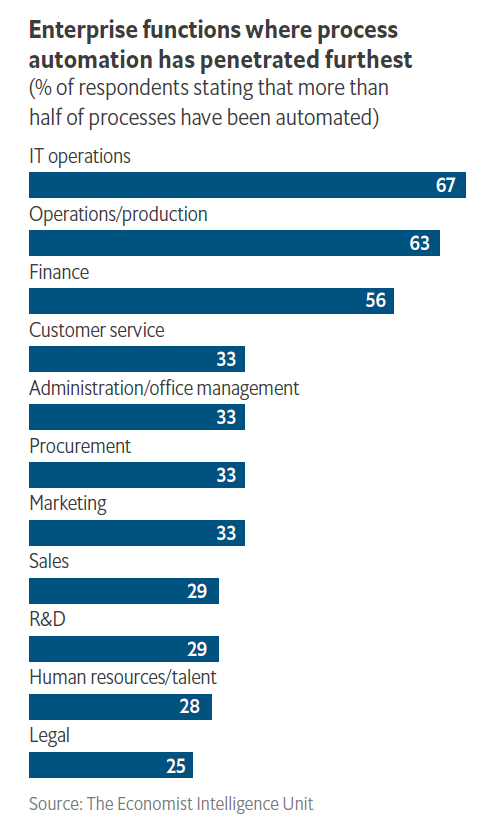 Enterprise functions where process
automation has penetrated furthest
(% of respondents stating that more than
half of processes have been automated)
IT operations
67
Operations/production
63
Finance
56
Customer service
33
Administration/office management
33
Procurement
33
Marketing
33
Sales
29
R&D
29
Human resources/talent
28
Legal
25
Source: The Economist Intelligence Unit